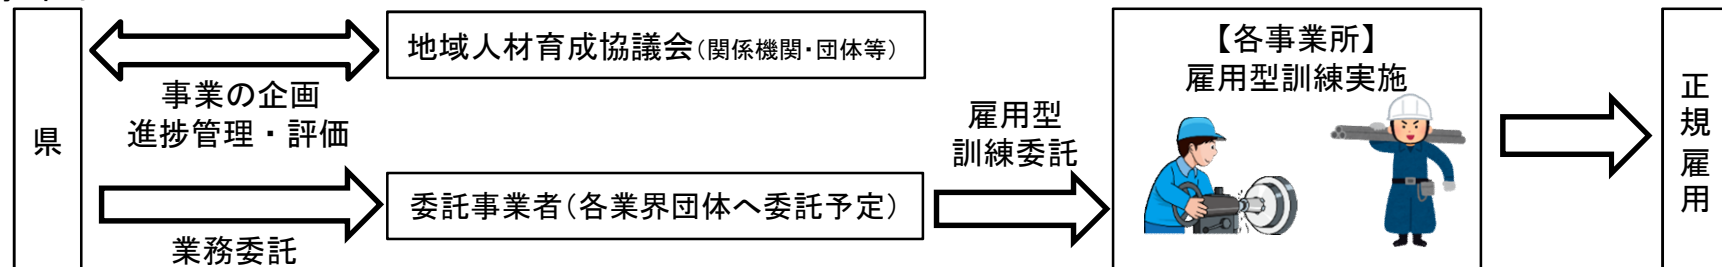 県
事業の企画
進捗管理・評価
業務委託
地域人材育成協議会(関係機関・団体等)
委託事業者(各業界団体へ委託予定)
雇用型
訓練委託
【各事業所】
雇用型訓練実施
正規雇用